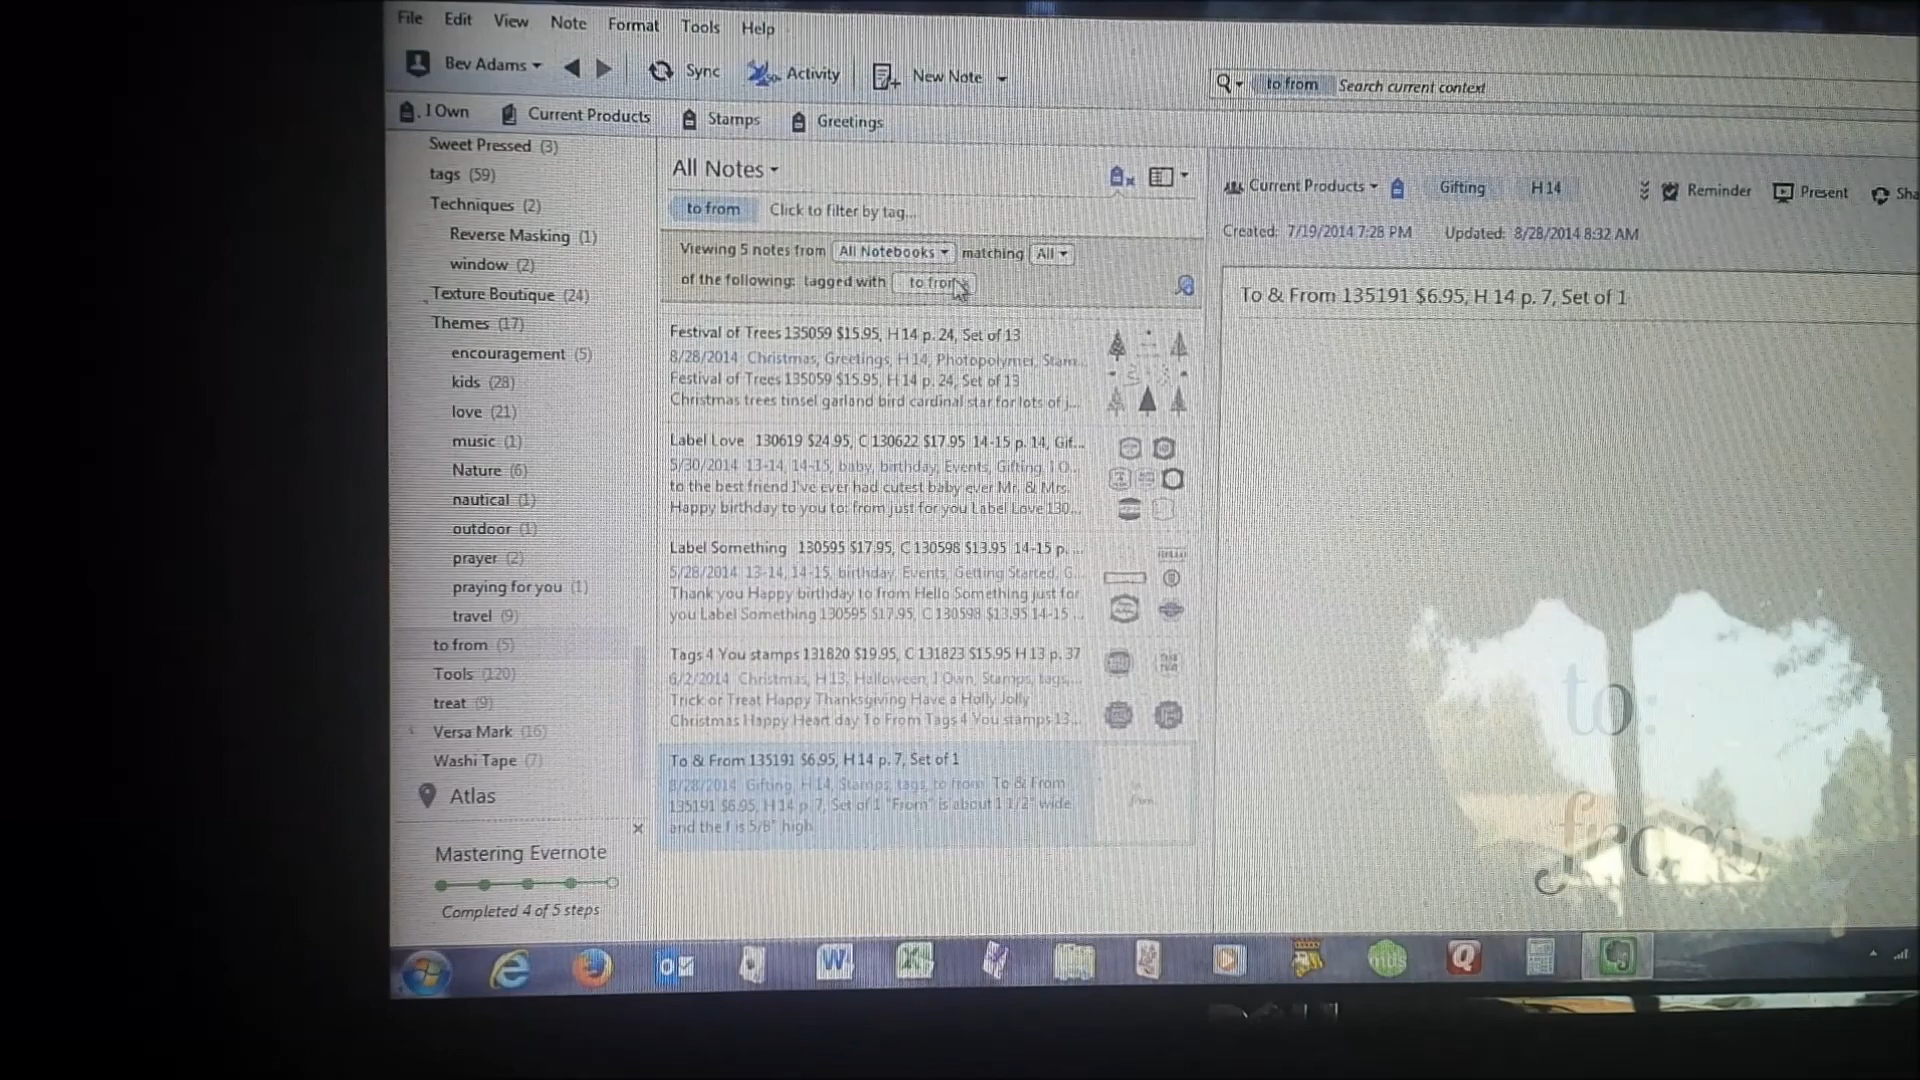 File Edit View Note Format Tools Help
Bev Adams Sync Activity New Note
to from Search current context
I Own Current Products Stamps Greetings
Sweet Pressed (3)
tags (59)
Techniques (2)
Reverse Masking (1)
window (2)
Texture Boutique (24)
Themes (17)
encouragement (5)
kids (28)
love (21)
music (1)
Nature (6)
nautical (1)
outdoor (1)
prayer (2)
praying for you (1)
travel (9)
to from (5)
Tools (120)
treat (9)
Versa Mark (16)
Washi Tape (7)
Atlas
Mastering Evernote
Completed 4 of 5 steps
All Notes
to from Click to filter by tag...
Viewing 5 notes from All Notebooks matching All
of the following: tagged with to from
Festival of Trees 135059 $15.95, H 14 p. 24, Set of 13
8/28/2014 Christmas, Greetings, H 14, Photopolymer, Stam...
Festival of Trees 135059 $15.95, H 14 p. 24, Set of 13
Christmas trees tinsel garland bird cardinal star for lots of j...
Label Love 130619 $24.95, C 130622 $17.95 14-15 p. 14, Gif...
5/30/2014 13-14, 14-15, baby, birthday, Events, Gifting, I O...
to the best friend I've ever had cutest baby ever Mr. & Mrs.
Happy birthday to you to: from just for you Label Love 130...
Label Something 130595 $17.95, C 130598 $13.95 14-15 p. ...
5/28/2014 13-14, 14-15, birthday, Events, Getting Started, G...
Thank you Happy birthday to from Hello Something just for
you Label Something 130595 $17.95, C 130598 $13.95 14-15 ...
Tags 4 You stamps 131820 $19.95, C 131823 $15.95 H 13 p. 37
6/2/2014 Christmas, H 13, Halloween, I Own, Stamps, tags,...
Trick or Treat Happy Thanksgiving Have a Holly Jolly
Christmas Happy Heart day To From Tags 4 You stamps 13...
To & From 135191 $6.95, H 14 p. 7, Set of 1
8/28/2014 Gifting, H 14, Stamps, tags, to from To & From
135191 $6.95, H 14 p. 7, Set of 1 "From" is about 1 1/2" wide
and the f is 5/8" high
Current Products Gifting H 14 Reminder Present Sha
Created: 7/19/2014 7:28 PM Updated: 8/28/2014 8:32 AM
To & From 135191 $6.95, H 14 p. 7, Set of 1
to:
from: